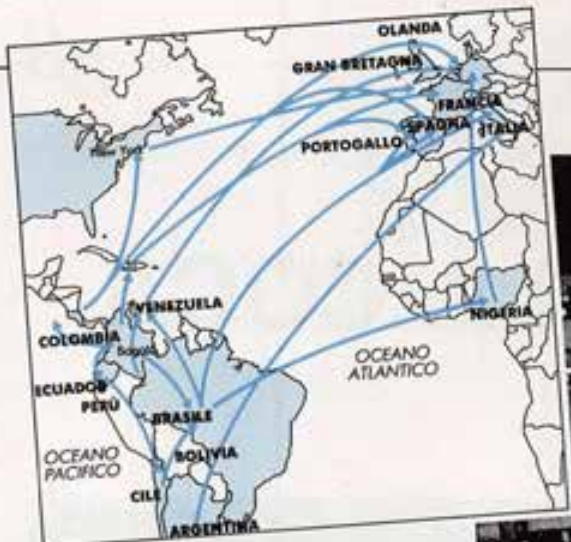 OLANDA
GRAN BRETAGNA
FRANCIA
SPAGNA
ITALIA
PORTOGALLO
New York
VENEZUELA
COLOMBIA
Bogotà
NIGERIA
OCEANO
ATLANTICO
ECUADOR
PERÙ
BRASILE
OCEANO
PACIFICO
BOLIVIA
CILE
ARGENTINA